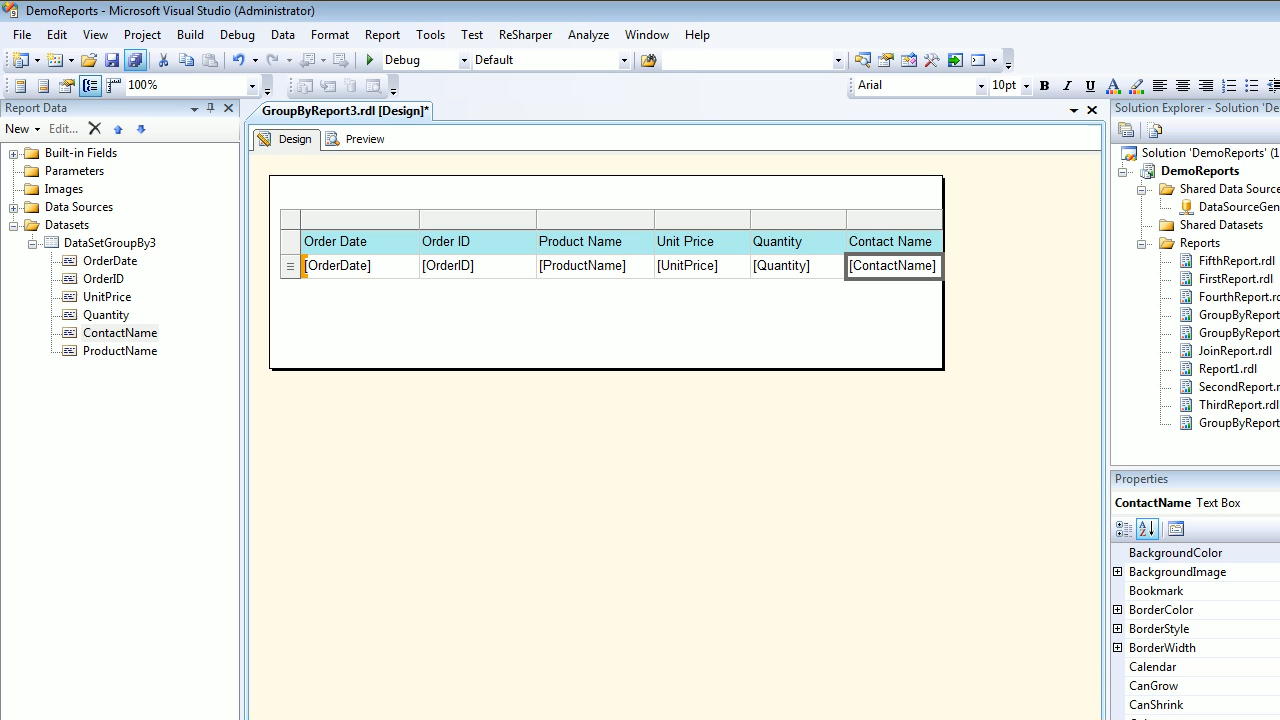 DemoReports - Microsoft Visual Studio (Administrator)
File Edit View Project Build Debug Data Format Report Tools Test ReSharper Analyze Window Help
Debug Default
100% Arial 10pt B I U A
Report Data
New Edit...
Built-in Fields
Parameters
Images
Data Sources
Datasets
DataSetGroupBy3
OrderDate
OrderID
UnitPrice
Quantity
ContactName
ProductName
GroupByReport3.rdl [Design]*
Design Preview
Order Date Order ID Product Name Unit Price Quantity Contact Name
[OrderDate] [OrderID] [ProductName] [UnitPrice] [Quantity] [ContactName]
Solution Explorer - Solution 'De
Solution 'DemoReports' (1
DemoReports
Shared Data Source
DataSourceGen
Shared Datasets
Reports
FifthReport.rdl
FirstReport.rdl
FourthReport.rd
GroupByReport
GroupByReport
JoinReport.rdl
Report1.rdl
SecondReport.r
ThirdReport.rdl
GroupByReport
Properties
ContactName Text Box
BackgroundColor
BackgroundImage
Bookmark
BorderColor
BorderStyle
BorderWidth
Calendar
CanGrow
CanShrink